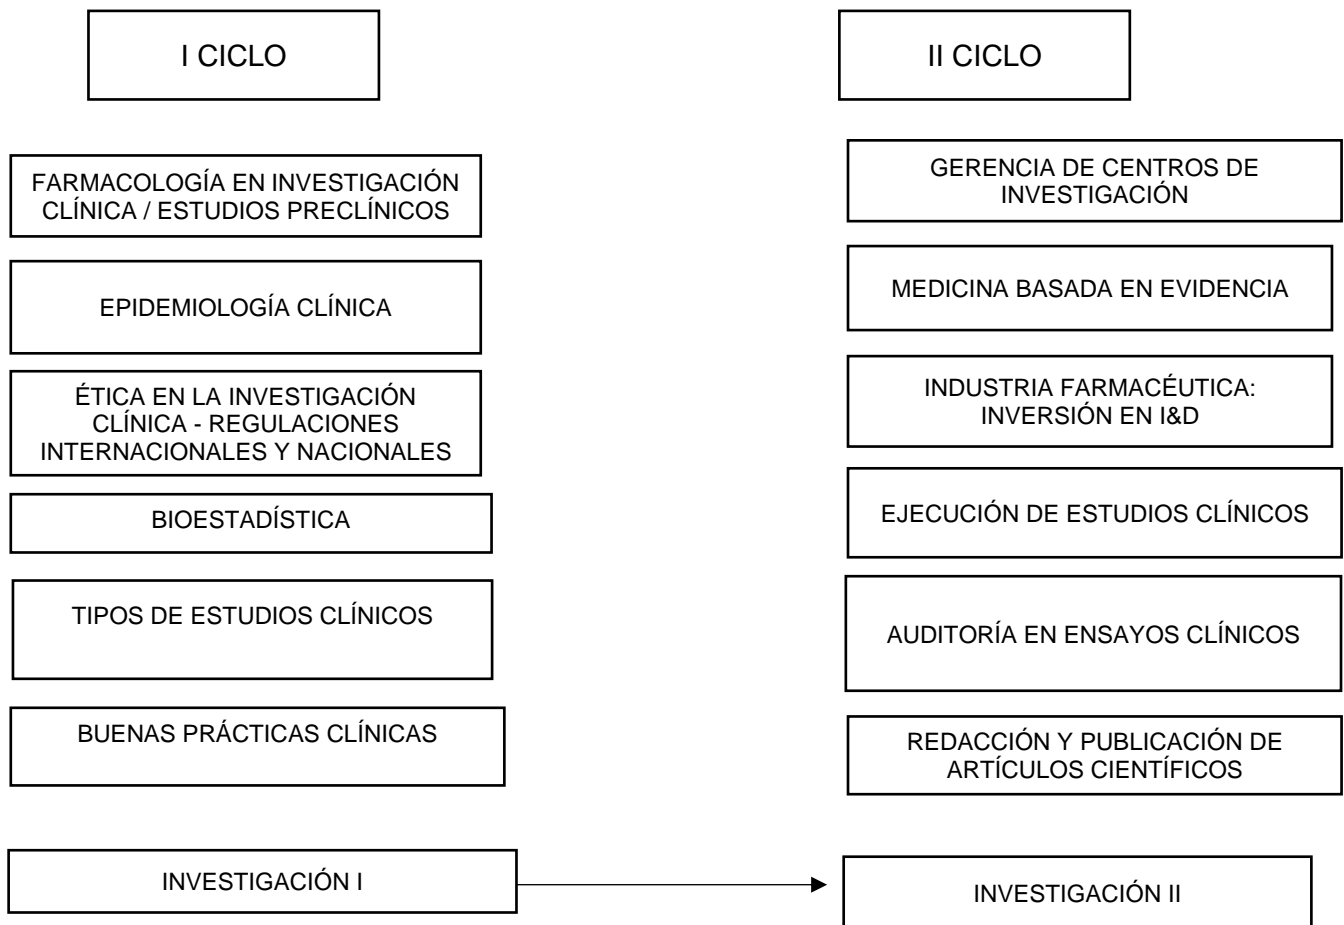 I CICLO
II CICLO
FARMACOLOGÍA EN INVESTIGACIÓN
CLÍNICA / ESTUDIOS PRECLÍNICOS
EPIDEMIOLOGÍA CLÍNICA
ÉTICA EN LA INVESTIGACIÓN
CLÍNICA - REGULACIONES
INTERNACIONALES Y NACIONALES
BIOESTADÍSTICA
TIPOS DE ESTUDIOS CLÍNICOS
BUENAS PRÁCTICAS CLÍNICAS
INVESTIGACIÓN I
GERENCIA DE CENTROS DE
INVESTIGACIÓN
MEDICINA BASADA EN EVIDENCIA
INDUSTRIA FARMACÉUTICA:
INVERSIÓN EN I&D
EJECUCIÓN DE ESTUDIOS CLÍNICOS
AUDITORÍA EN ENSAYOS CLÍNICOS
REDACCIÓN Y PUBLICACIÓN DE
ARTÍCULOS CIENTÍFICOS
INVESTIGACIÓN II